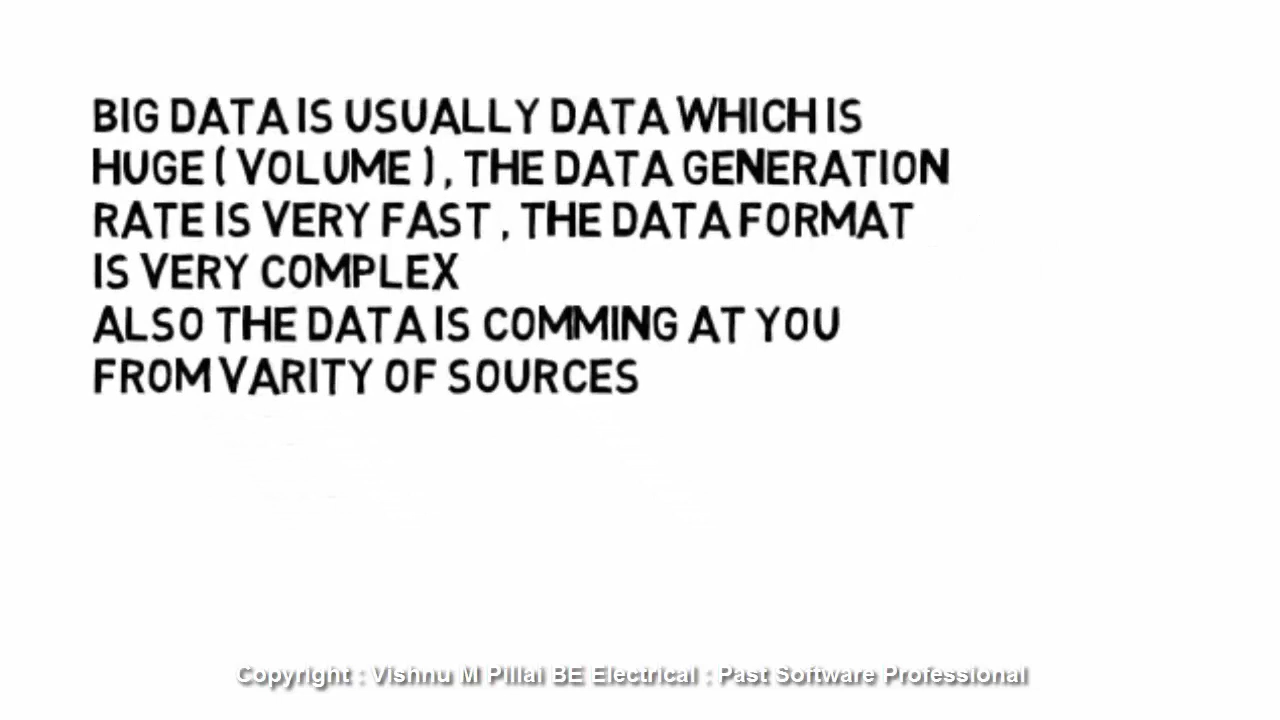 BIG DATA IS USUALLY DATA WHICH IS
HUGE ( VOLUME ) , THE DATA GENERATION
RATE IS VERY FAST , THE DATA FORMAT
IS VERY COMPLEX
ALSO THE DATA IS COMMING AT YOU
FROM VARITY OF SOURCES
Copyright : Vishnu M Pillai BE Electrical : Past Software Professional